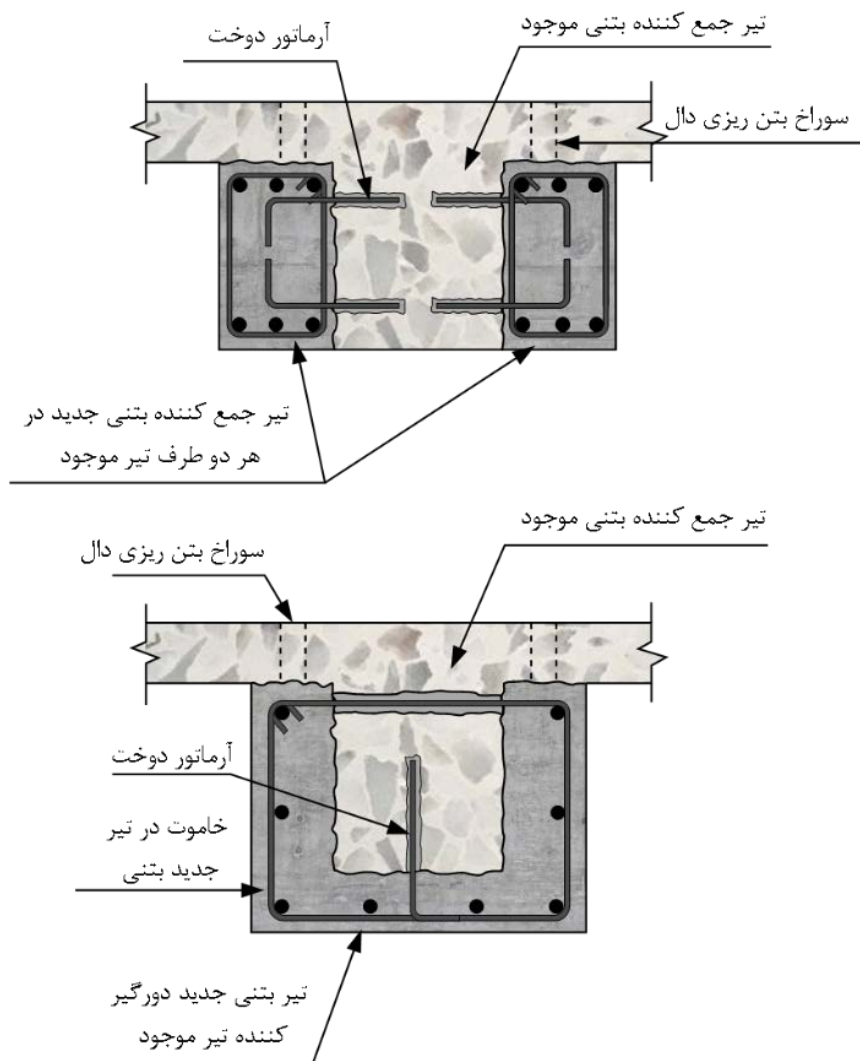 تیر جمع کننده بتنی موجود
آرماتور دوخت
سوراخ بتن ریزی دال
تیر جمع کننده بتنی جدید در
هر دو طرف تیر موجود
تیر جمع کننده بتنی موجود
سوراخ بتن ریزی دال
آرماتور دوخت
خاموت در تیر
جدید بتنی
تیر بتنی جدید دورگیر
کننده تیر موجود